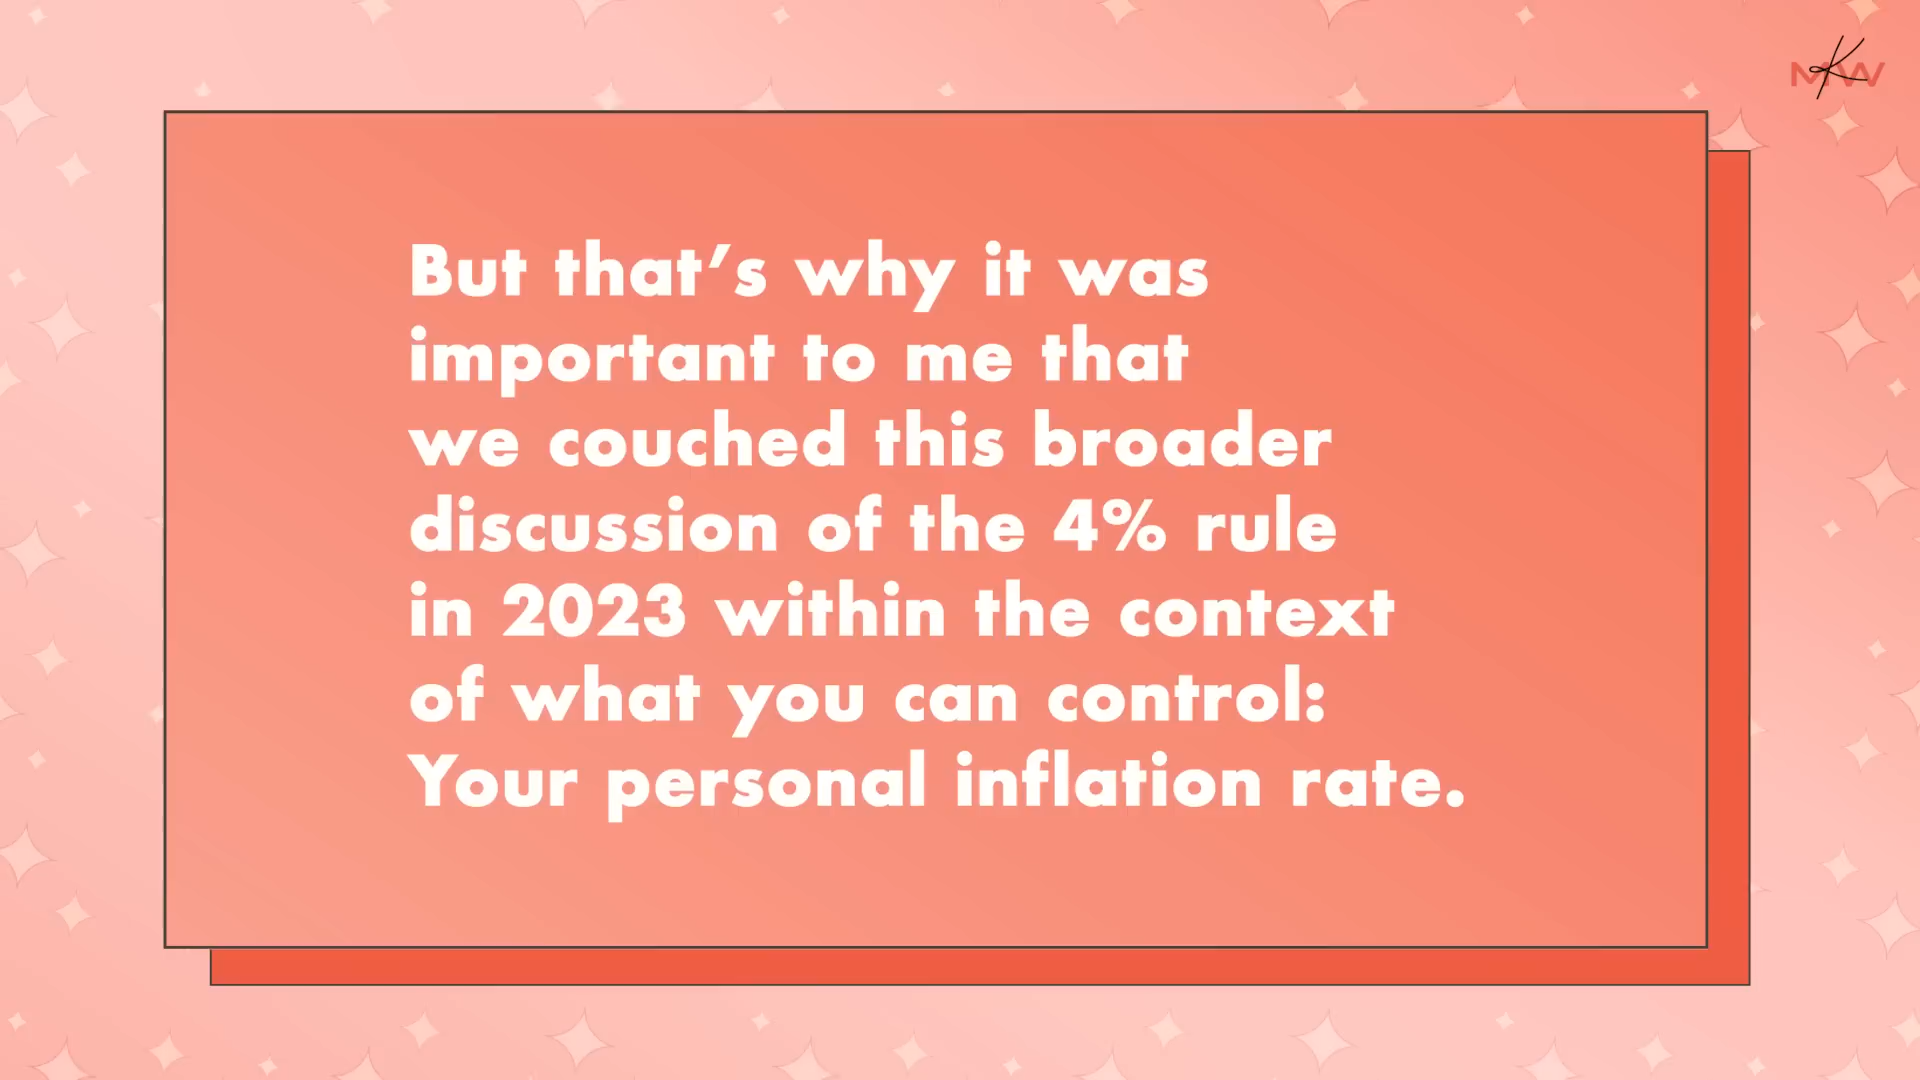 MKW
But that’s why it was
important to me that
we couched this broader
discussion of the 4% rule
in 2023 within the context
of what you can control:
Your personal inflation rate.